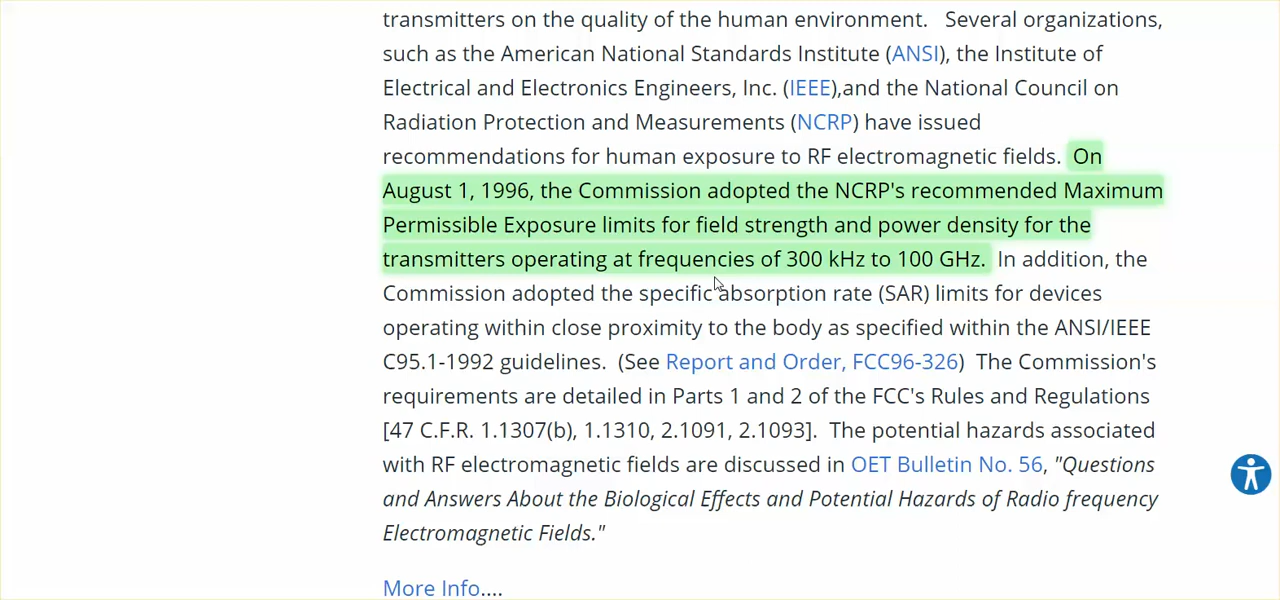 transmitters on the quality of the human environment.   Several organizations,
such as the American National Standards Institute (ANSI), the Institute of
Electrical and Electronics Engineers, Inc. (IEEE),and the National Council on
Radiation Protection and Measurements (NCRP) have issued
recommendations for human exposure to RF electromagnetic fields.  On
August 1, 1996, the Commission adopted the NCRP's recommended Maximum
Permissible Exposure limits for field strength and power density for the
transmitters operating at frequencies of 300 kHz to 100 GHz.  In addition, the
Commission adopted the specific absorption rate (SAR) limits for devices
operating within close proximity to the body as specified within the ANSI/IEEE
C95.1-1992 guidelines.  (See Report and Order, FCC96-326)  The Commission's
requirements are detailed in Parts 1 and 2 of the FCC's Rules and Regulations
[47 C.F.R. 1.1307(b), 1.1310, 2.1091, 2.1093].  The potential hazards associated
with RF electromagnetic fields are discussed in OET Bulletin No. 56, "Questions
and Answers About the Biological Effects and Potential Hazards of Radio frequency
Electromagnetic Fields."
More Info....